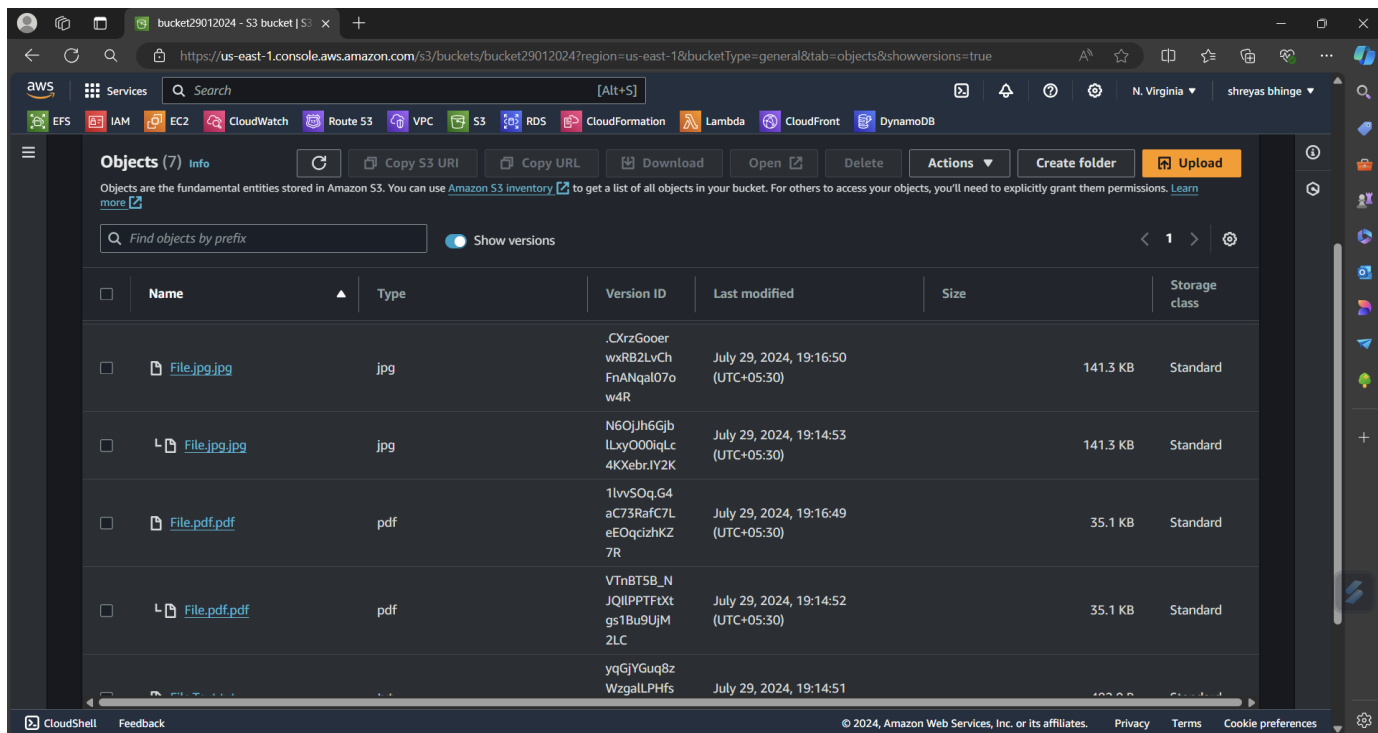 bucket29012024 - S3 bucket | S3
https://us-east-1.console.aws.amazon.com/s3/buckets/bucket29012024?region=us-east-1&bucketType=general&tab=objects&showversions=true
aws Services Search [Alt+S] N. Virginia ▼ shreyas bhinge ▼
EFS IAM EC2 CloudWatch Route 53 VPC S3 RDS CloudFormation Lambda CloudFront DynamoDB
Objects (7) Info Copy S3 URI Copy URL Download Open Delete Actions ▼ Create folder Upload
Objects are the fundamental entities stored in Amazon S3. You can use Amazon S3 inventory to get a list of all objects in your bucket. For others to access your objects, you'll need to explicitly grant them permissions. Learn
more
Find objects by prefix Show versions 1
Name Type Version ID Last modified Size Storage
class
.CXrzGooer
wxRB2LvCh
File.jpg.jpg jpg FnANqal07o July 29, 2024, 19:16:50 141.3 KB Standard
w4R (UTC+05:30)
N6OjJh6Gjb
File.jpg.jpg jpg lLxyO00iqLc July 29, 2024, 19:14:53 141.3 KB Standard
4KXebr.IY2K (UTC+05:30)
1lvvSOq.G4
aC73RafC7L
File.pdf.pdf pdf eEOqcizhKZ July 29, 2024, 19:16:49 35.1 KB Standard
7R (UTC+05:30)
VTnBT5B_N
JQIlPPTFtXt
File.pdf.pdf pdf gs1Bu9UjM July 29, 2024, 19:14:52 35.1 KB Standard
2LC (UTC+05:30)
yqGjYGuq8z
WzgalLPHfs July 29, 2024, 19:14:51
CloudShell Feedback © 2024, Amazon Web Services, Inc. or its affiliates. Privacy Terms Cookie preferences